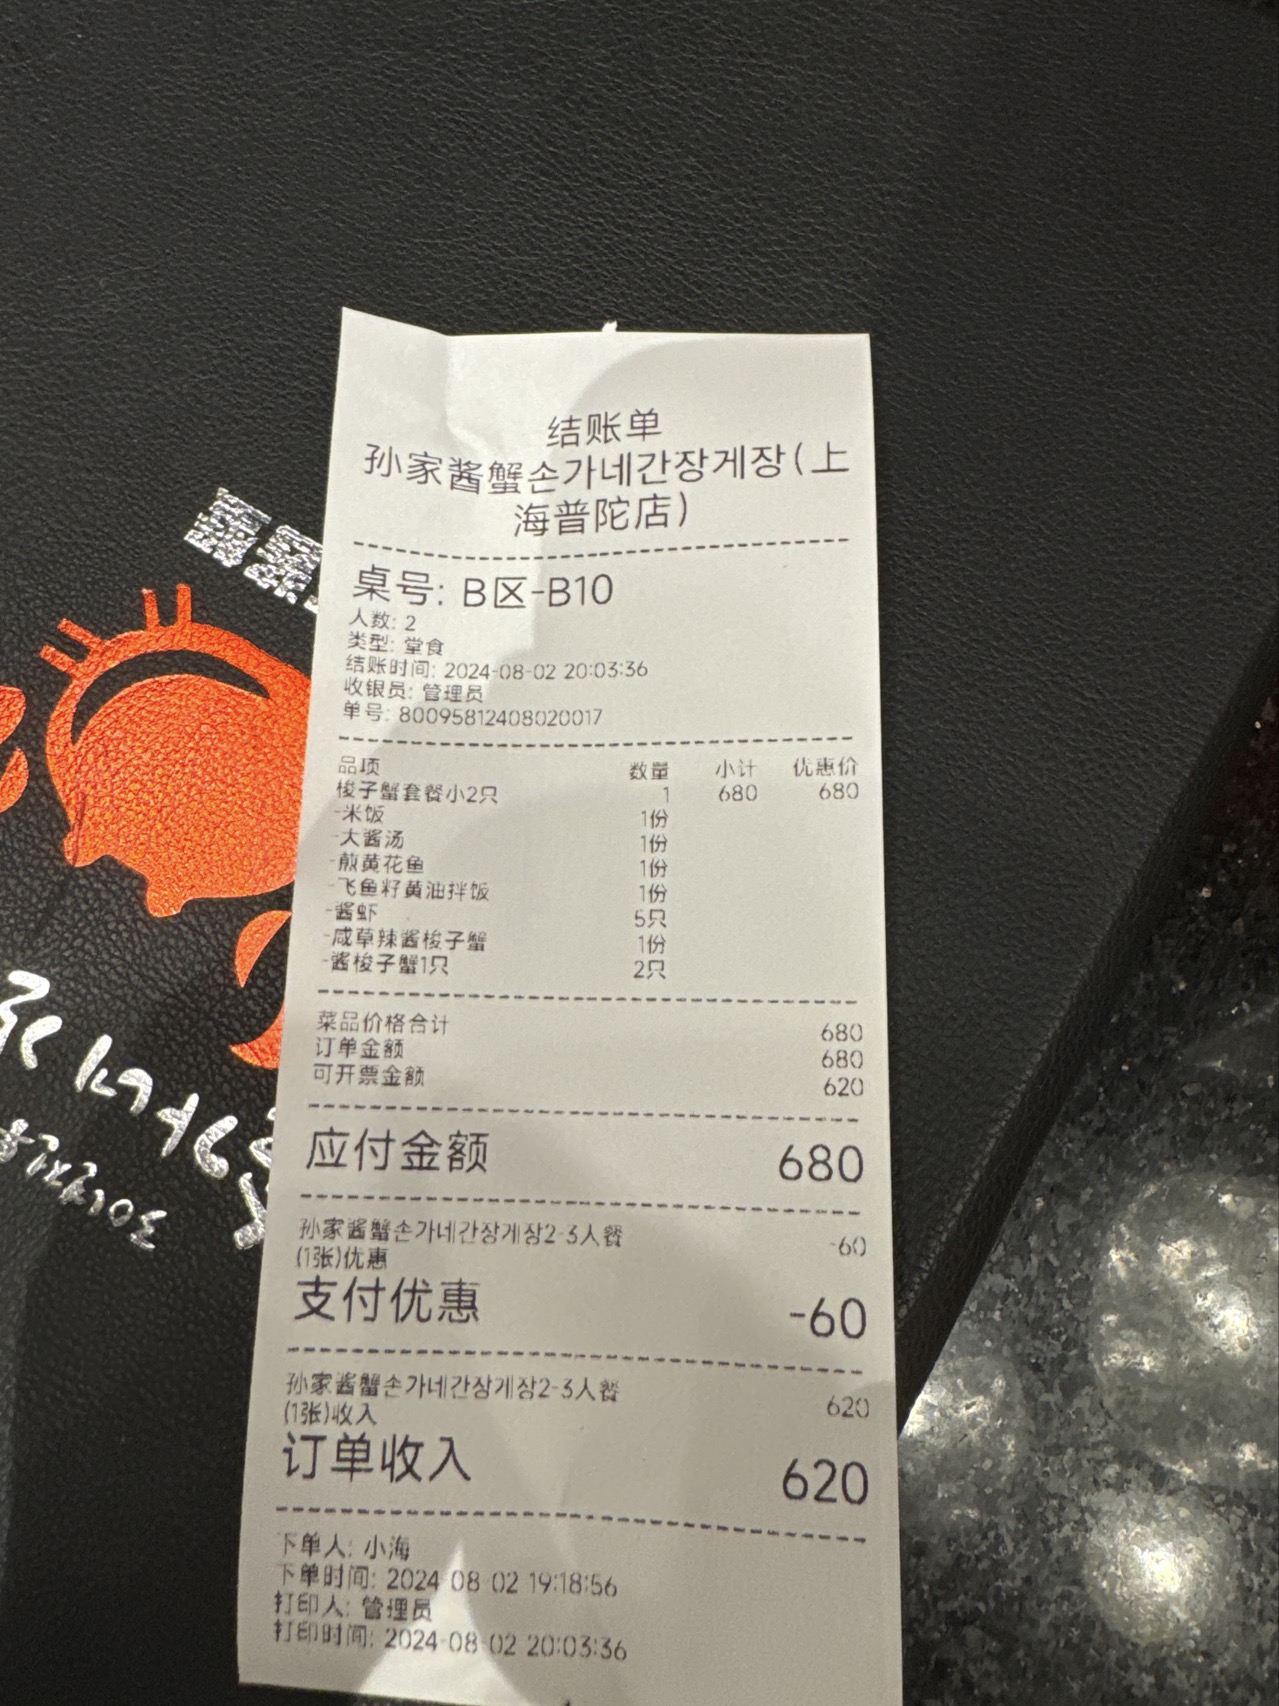 结账单
孙家酱蟹손가네간장게장(上
海普陀店)
桌号: B区-B10
人数: 2
类型: 堂食
结账时间: 2024-08-02 20:03:36
收银员: 管理员
单号: 80095812408020017
品项 数量 小计 优惠价
梭子蟹套餐小2只 1 680 680
-米饭 1份
-大酱汤 1份
-煎黄花鱼 1份
-飞鱼籽黄油拌饭 1份
-酱虾 5只
-咸草辣酱梭子蟹 1份
-酱梭子蟹1只 2只
菜品价格合计 680
订单金额 680
可开票金额 620
应付金额 680
孙家酱蟹손가네간장게장2-3人餐 -60
(1张)优惠
支付优惠 -60
孙家酱蟹손가네간장게장2-3人餐 620
(1张)收入
订单收入 620
下单人: 小海
下单时间: 2024-08-02 19:18:56
打印人: 管理员
打印时间: 2024-08-02 20:03:36